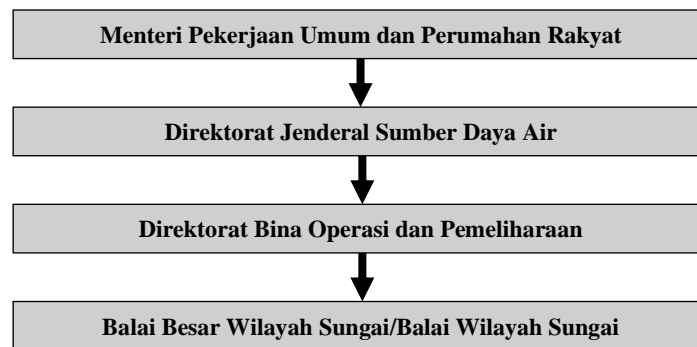 Menteri Pekerjaan Umum dan Perumahan Rakyat
Direktorat Jenderal Sumber Daya Air
Direktorat Bina Operasi dan Pemeliharaan
Balai Besar Wilayah Sungai/Balai Wilayah Sungai